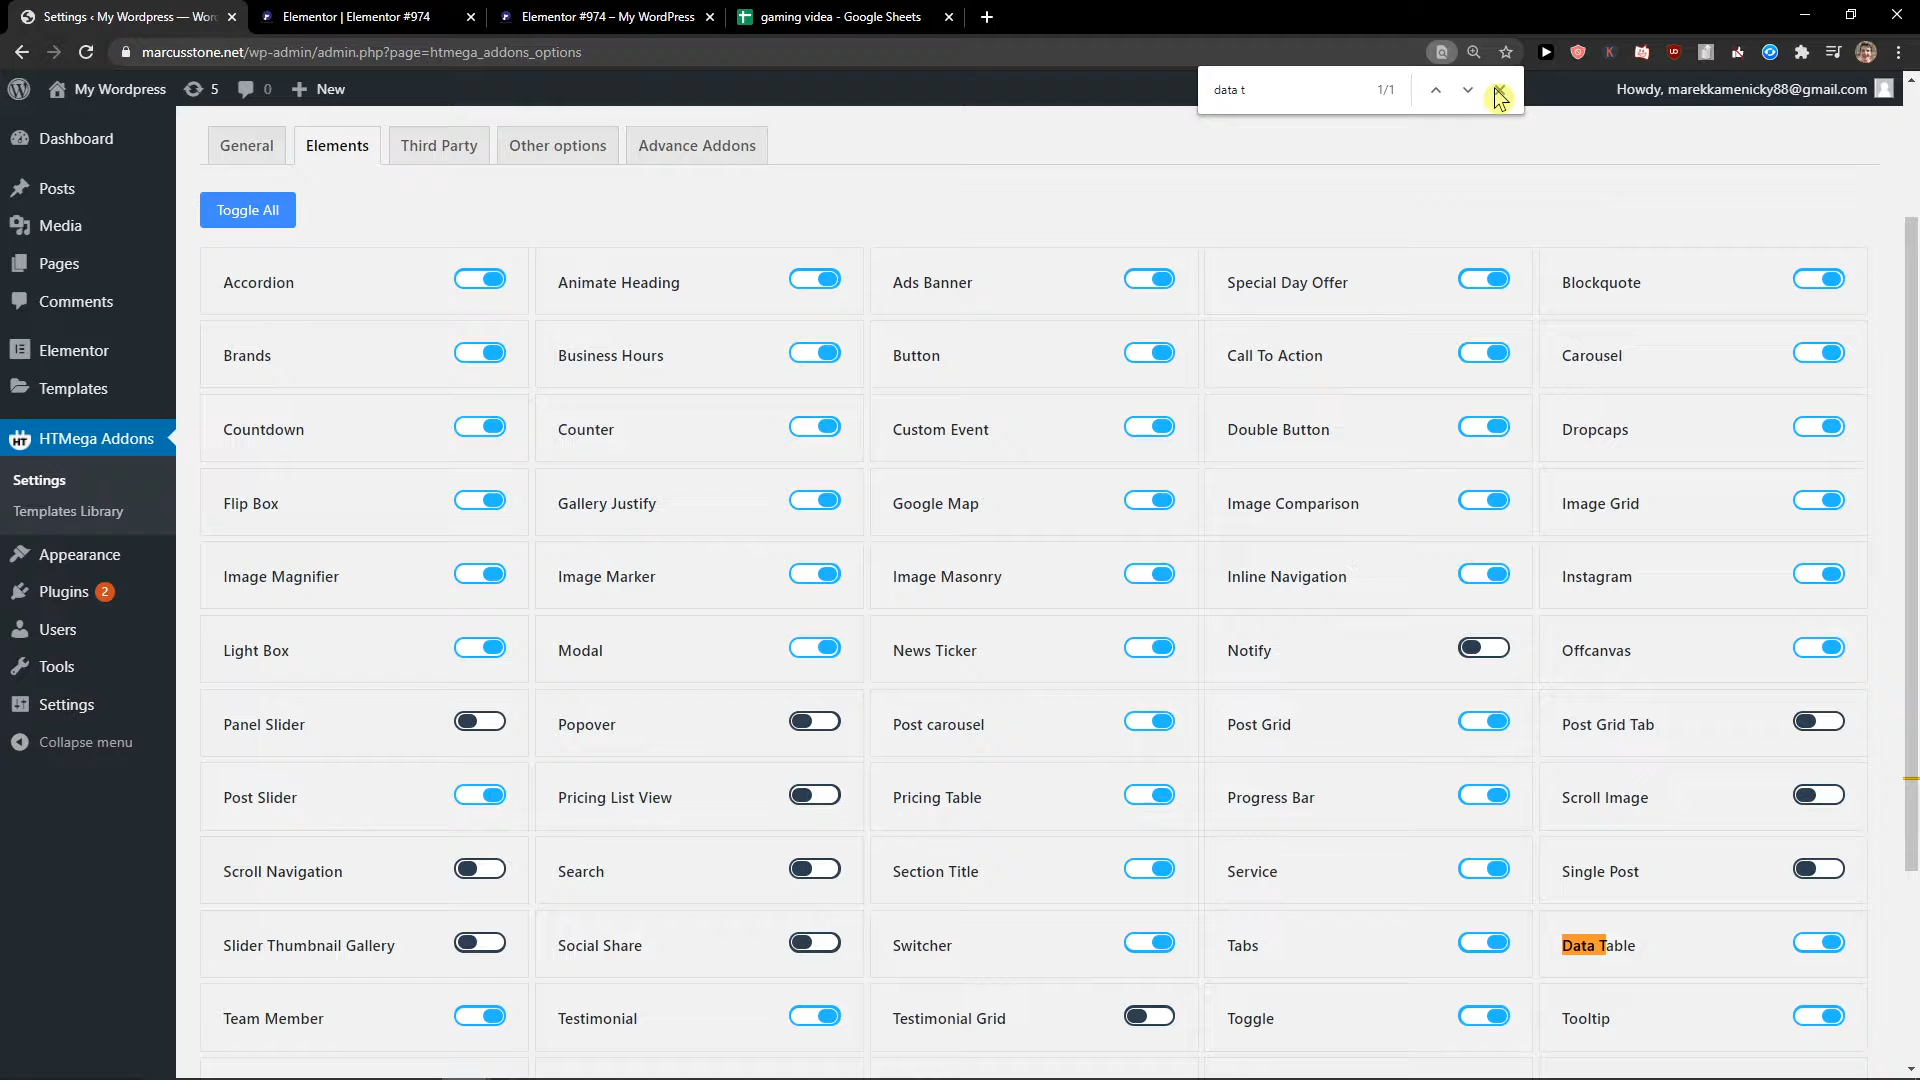 Settings ‹ My Wordpress — Wor
Elementor | Elementor #974
Elementor #974 – My WordPress
gaming videa - Google Sheets
marcusstone.net/wp-admin/admin.php?page=htmega_addons_options
My Wordpress
5
0
New
data t
1/1
Howdy, marekkamenicky88@gmail.com
Dashboard
Posts
Media
Pages
Comments
Elementor
Templates
HT
HTMega Addons
Settings
Templates Library
Appearance
Plugins 2
Users
Tools
Settings
Collapse menu
General
Elements
Third Party
Other options
Advance Addons
Toggle All
Accordion
Animate Heading
Ads Banner
Special Day Offer
Blockquote
Brands
Business Hours
Button
Call To Action
Carousel
Countdown
Counter
Custom Event
Double Button
Dropcaps
Flip Box
Gallery Justify
Google Map
Image Comparison
Image Grid
Image Magnifier
Image Marker
Image Masonry
Inline Navigation
Instagram
Light Box
Modal
News Ticker
Notify
Offcanvas
Panel Slider
Popover
Post carousel
Post Grid
Post Grid Tab
Post Slider
Pricing List View
Pricing Table
Progress Bar
Scroll Image
Scroll Navigation
Search
Section Title
Service
Single Post
Slider Thumbnail Gallery
Social Share
Switcher
Tabs
Data Table
Team Member
Testimonial
Testimonial Grid
Toggle
Tooltip